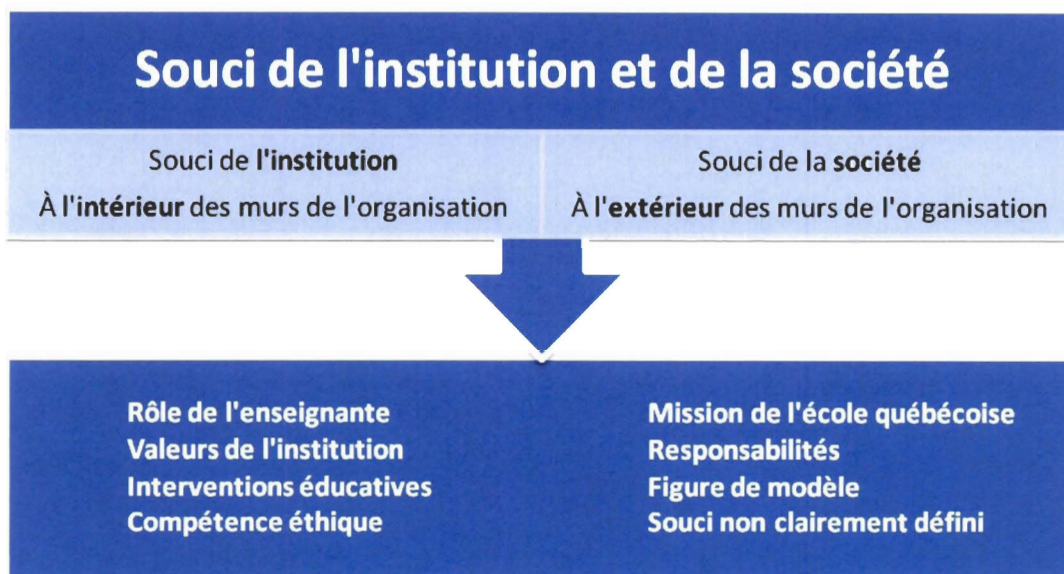 Souci de l'institution et de la société
Souci de l'institution
À l'intérieur des murs de l'organisation
Souci de la société
À l'extérieur des murs de l'organisation
Rôle de l'enseignante
Valeurs de l'institution
Interventions éducatives
Compétence éthique
Mission de l'école québécoise
Responsabilités
Figure de modèle
Souci non clairement défini